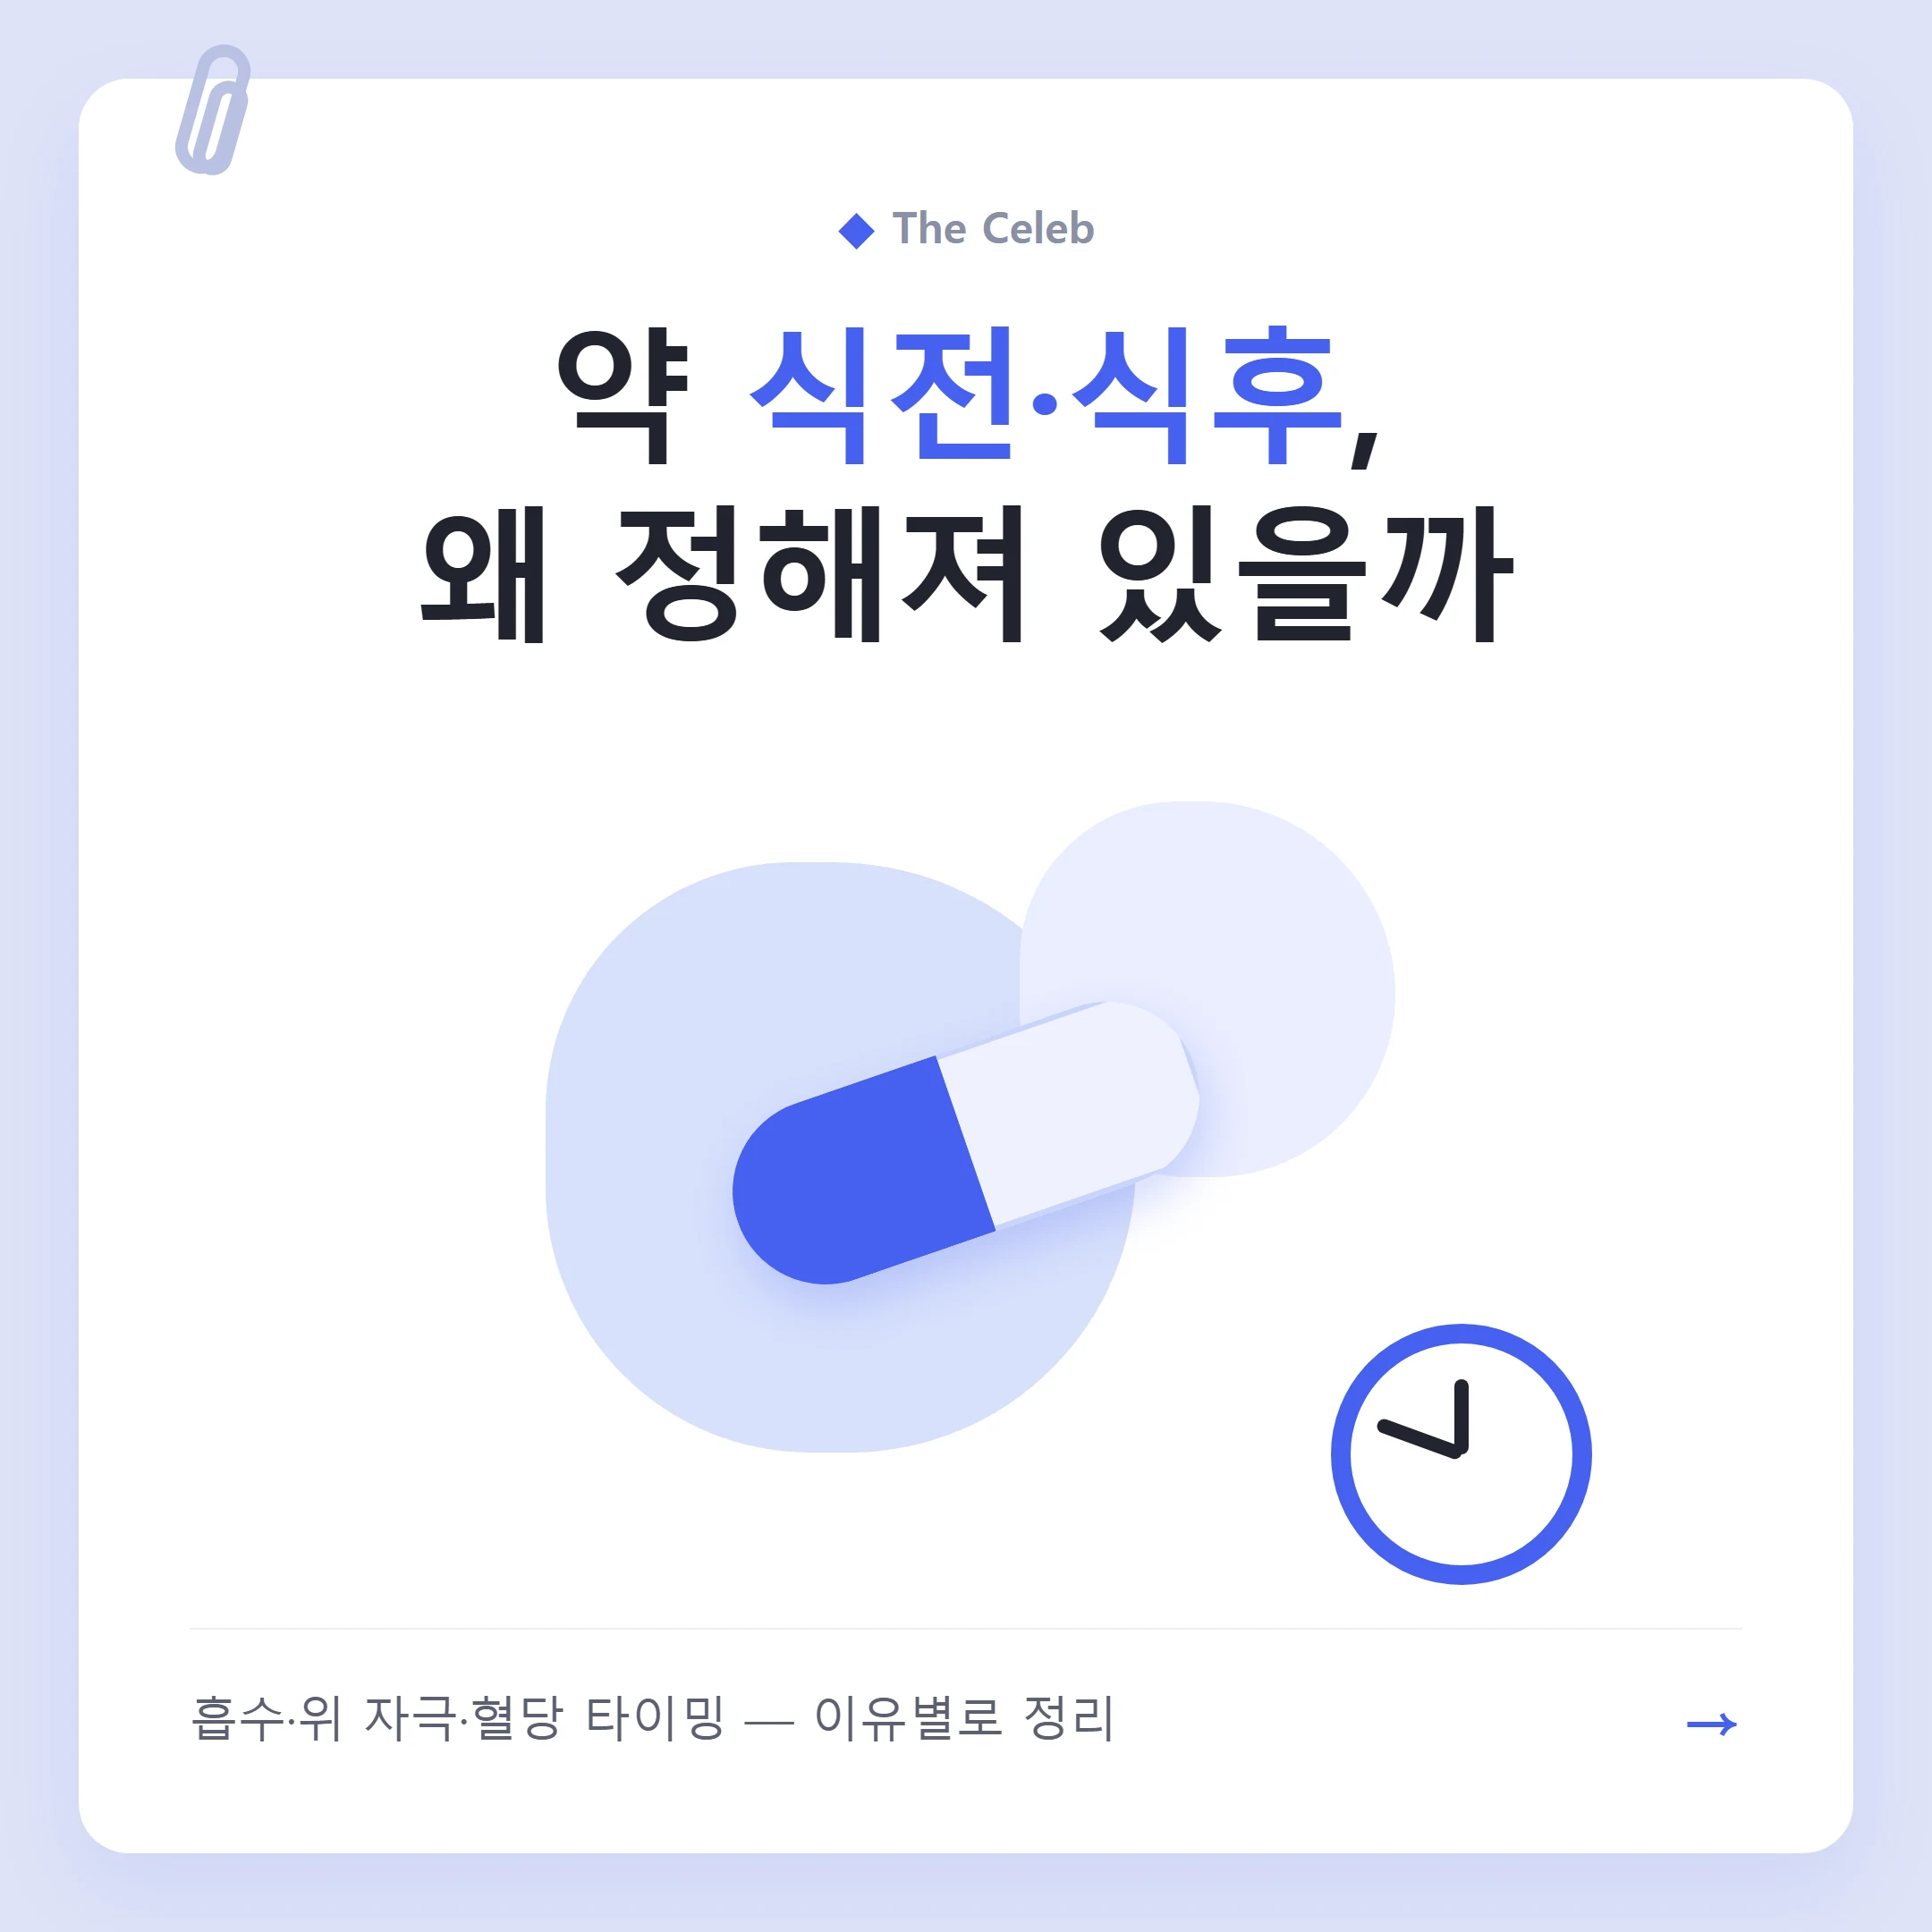 ◆ The Celeb
약 식전·식후,
왜 정해져 있을까
흡수·위 자극·혈당 타이밍 — 이유별로 정리 →